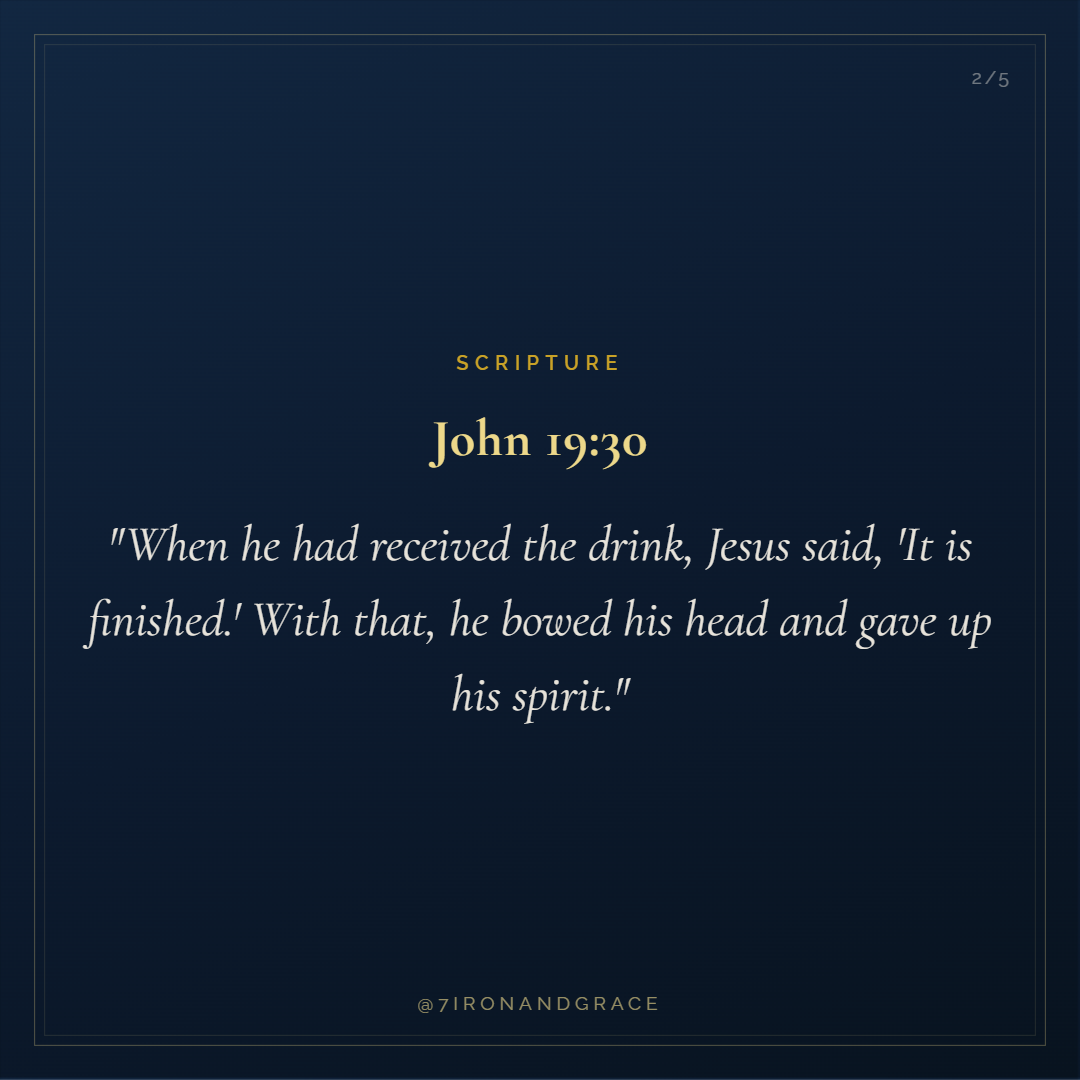 2/5
SCRIPTURE
John 19:30
"When he had received the drink, Jesus said, 'It is
finished.' With that, he bowed his head and gave up
his spirit."
@7IRONANDGRACE